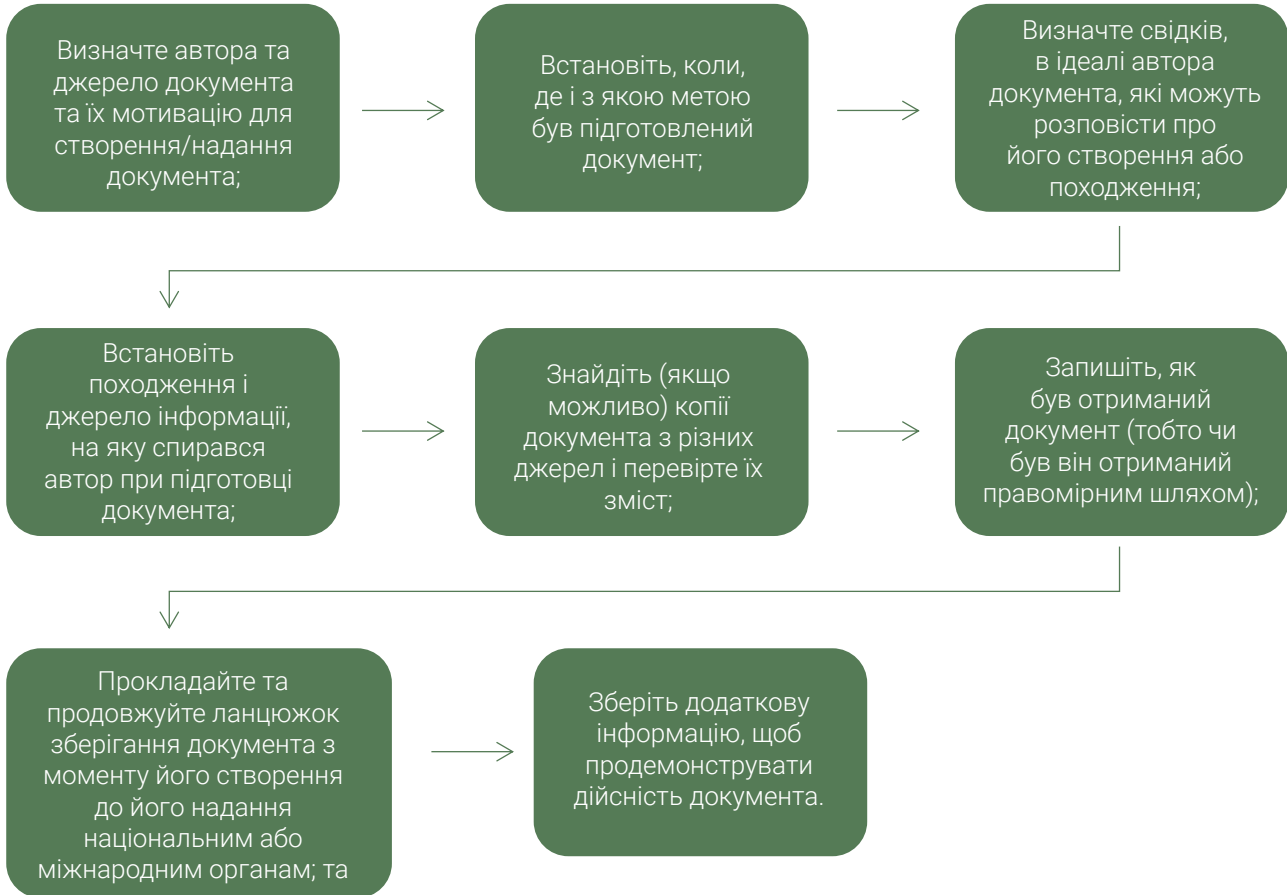 Визначте автора та
джерело документа
та їх мотивацію для
створення/надання
документа;
Встановіть, коли,
де і з якою метою
був підготовлений
документ;
Визначте свідків,
в ідеалі автора
документа, які можуть
розповісти про
його створення або
походження;
Встановіть
походження і
джерело інформації,
на яку спирався
автор при підготовці
документа;
Знайдіть (якщо
можливо) копії
документа з різних
джерел і перевірте їх
зміст;
Запишіть, як
був отриманий
документ (тобто чи
був він отриманий
правомірним шляхом);
Прокладайте та
продовжуйте ланцюжок
зберігання документа з
моменту його створення
до його надання
національним або
міжнародним органам; та
Зберіть додаткову
інформацію, щоб
продемонструвати
дійсність документа.